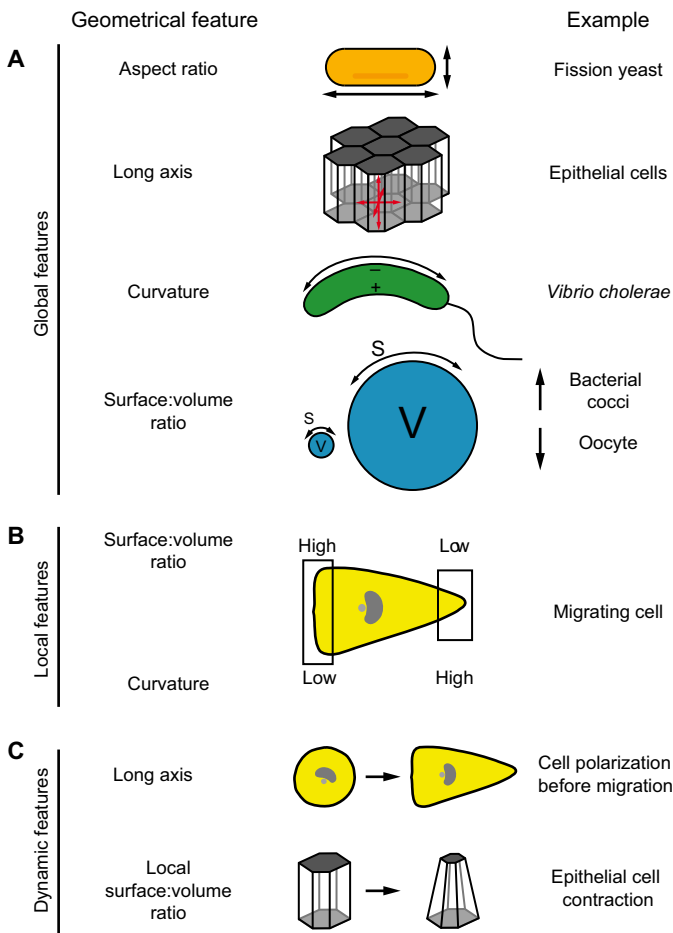 Geometrical feature
Example
A
Global features
Aspect ratio
Fission yeast
Long axis
Epithelial cells
Curvature
−
+
Vibrio cholerae
Surface:volume
ratio
S
V
S
V
Bacterial
cocci
Oocyte
B
Local features
Surface:volume
ratio
High
Low
Migrating cell
Curvature
Low
High
C
Dynamic features
Long axis
Cell polarization
before migration
Local
surface:volume
ratio
Epithelial cell
contraction